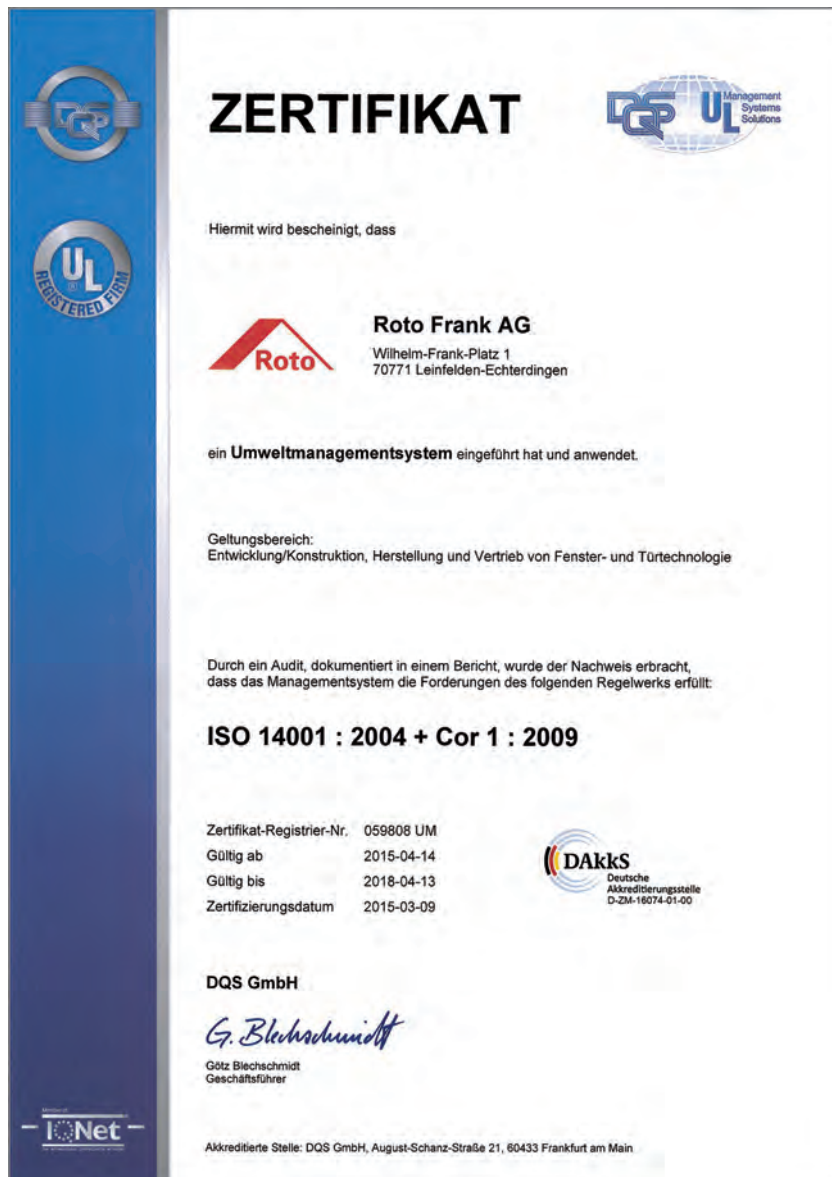 ZERTIFIKAT
DQS
UL
Management
Systems
Solutions
DQS
UL
REGISTERED FIRM
Hiermit wird bescheinigt, dass
Roto
Roto Frank AG
Wilhelm-Frank-Platz 1
70771 Leinfelden-Echterdingen
ein Umweltmanagementsystem eingeführt hat und anwendet.
Geltungsbereich:
Entwicklung/Konstruktion, Herstellung und Vertrieb von Fenster- und Türtechnologie
Durch ein Audit, dokumentiert in einem Bericht, wurde der Nachweis erbracht,
dass das Managementsystem die Forderungen des folgenden Regelwerks erfüllt:
ISO 14001 : 2004 + Cor 1 : 2009
Zertifikat-Registrier-Nr. 059808 UM
Gültig ab 2015-04-14
Gültig bis 2018-04-13
Zertifizierungsdatum 2015-03-09
DAkkS
Deutsche
Akkreditierungsstelle
D-ZM-16074-01-00
DQS GmbH
G. Blechschmidt
Götz Blechschmidt
Geschäftsführer
IQNet
Akkreditierte Stelle: DQS GmbH, August-Schanz-Straße 21, 60433 Frankfurt am Main